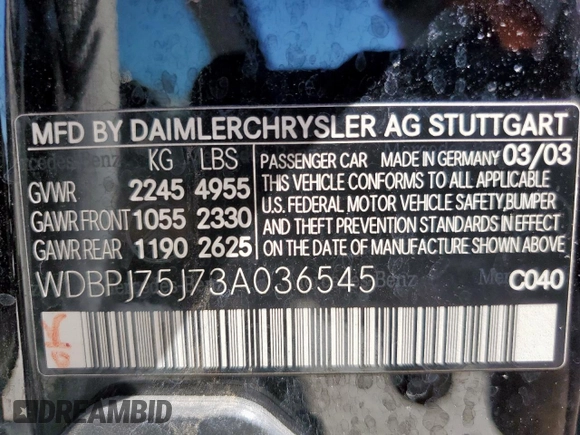 MFD BY DAIMLERCHRYSLER AG STUTTGART
KG LBS
GVWR 2245 4955
GAWR FRONT 1055 2330
GAWR REAR 1190 2625
PASSENGER CAR MADE IN GERMANY 03/03
THIS VEHICLE CONFORMS TO ALL APPLICABLE
U.S. FEDERAL MOTOR VEHICLE SAFETY, BUMPER
AND THEFT PREVENTION STANDARDS IN EFFECT
ON THE DATE OF MANUFACTURE SHOWN ABOVE.
WDBPJ75J73A036545 C040
DREAMBID